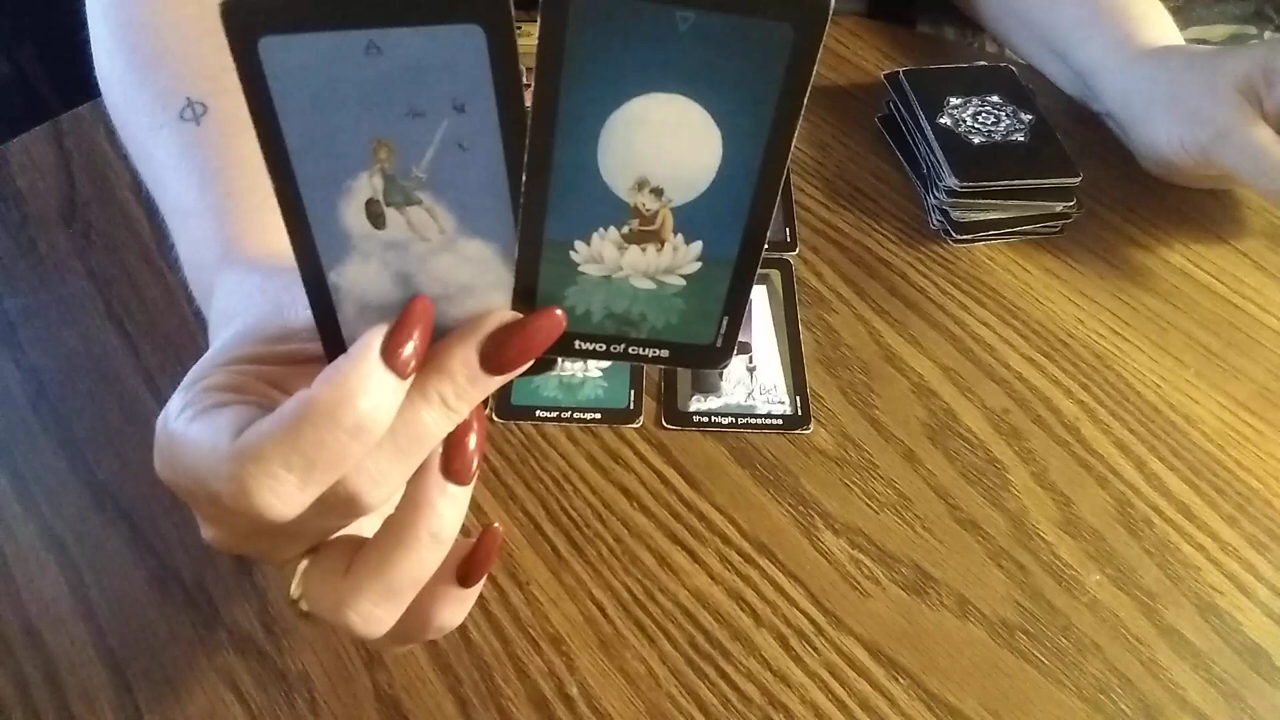 two of cups
four of cups
the high priestess